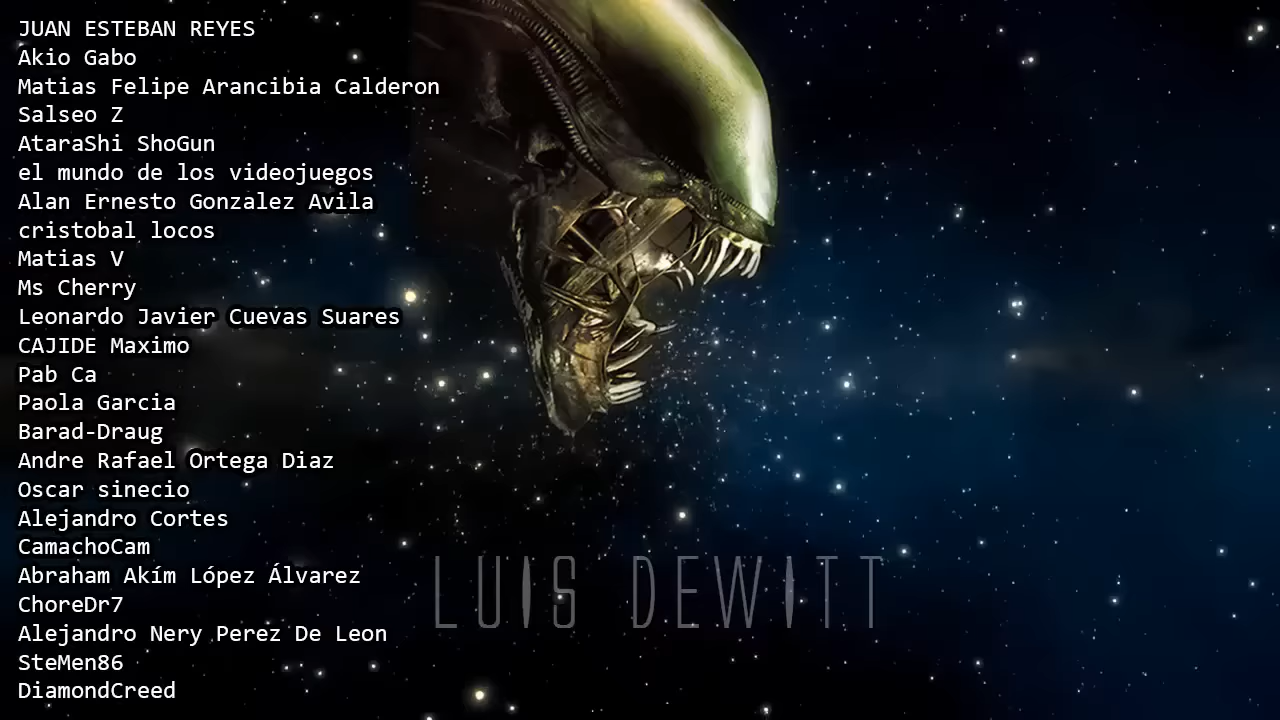 JUAN ESTEBAN REYES
Akio Gabo
Matias Felipe Arancibia Calderon
Salseo Z
AtaraShi ShoGun
el mundo de los videojuegos
Alan Ernesto Gonzalez Avila
cristobal locos
Matias V
Ms Cherry
Leonardo Javier Cuevas Suares
CAJIDE Maximo
Pab Ca
Paola Garcia
Barad-Draug
Andre Rafael Ortega Diaz
Oscar sinecio
Alejandro Cortes
CamachoCam
Abraham Akím López Álvarez
ChoreDr7
Alejandro Nery Perez De Leon
SteMen86
DiamondCreed
LUIS DEWITT